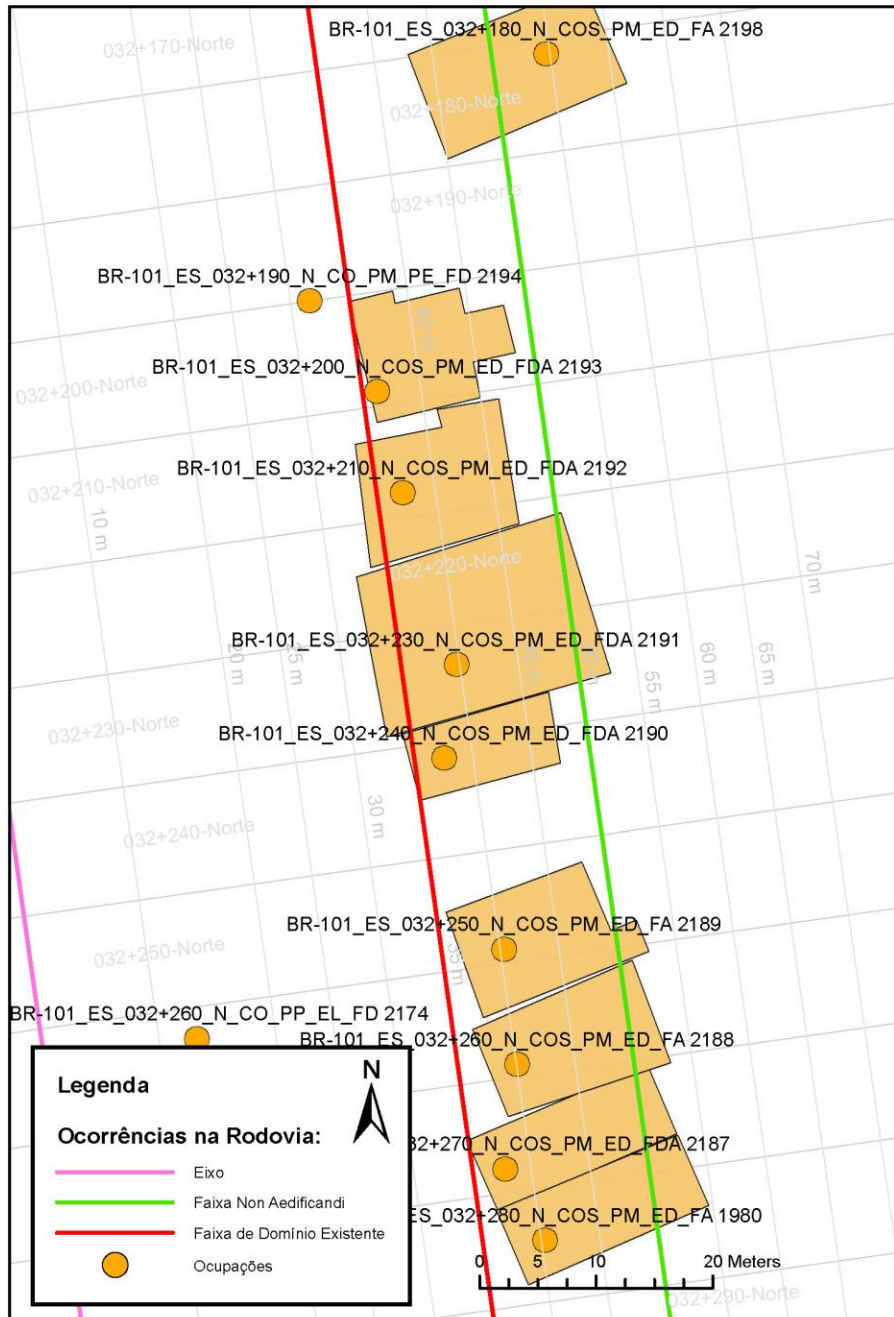 BR-101_ES_032+180_N_COS_PM_ED_FA 2198
032+170-Norte
032+180-Norte
032+190-Norte
BR-101_ES_032+190_N_CO_PM_PE_FD 2194
40 m
BR-101_ES_032+200_N_COS_PM_ED_FDA 2193
032+200-Norte
BR-101_ES_032+210_N_COS_PM_ED_FDA 2192
032+210-Norte
10 m
032+220-Norte
70 m
BR-101_ES_032+230_N_COS_PM_ED_FDA 2191
20 m
55 m
60 m
65 m
032+230-Norte
BR-101_ES_032+240_N_COS_PM_ED_FDA 2190
30 m
032+240-Norte
BR-101_ES_032+250_N_COS_PM_ED_FA 2189
032+250-Norte
35 m
BR-101_ES_032+260_N_CO_PP_EL_FD 2174
BR-101_ES_032+260_N_COS_PM_ED_FA 2188
+270_N_COS_PM_ED_FDA 2187
ES_032+280_N_COS_PM_ED_FA 1980
0 5 10 20 Meters
032+290-Norte
Legenda
N
Ocorrências na Rodovia:
Eixo
Faixa Non Aedificandi
Faixa de Domínio Existente
Ocupações